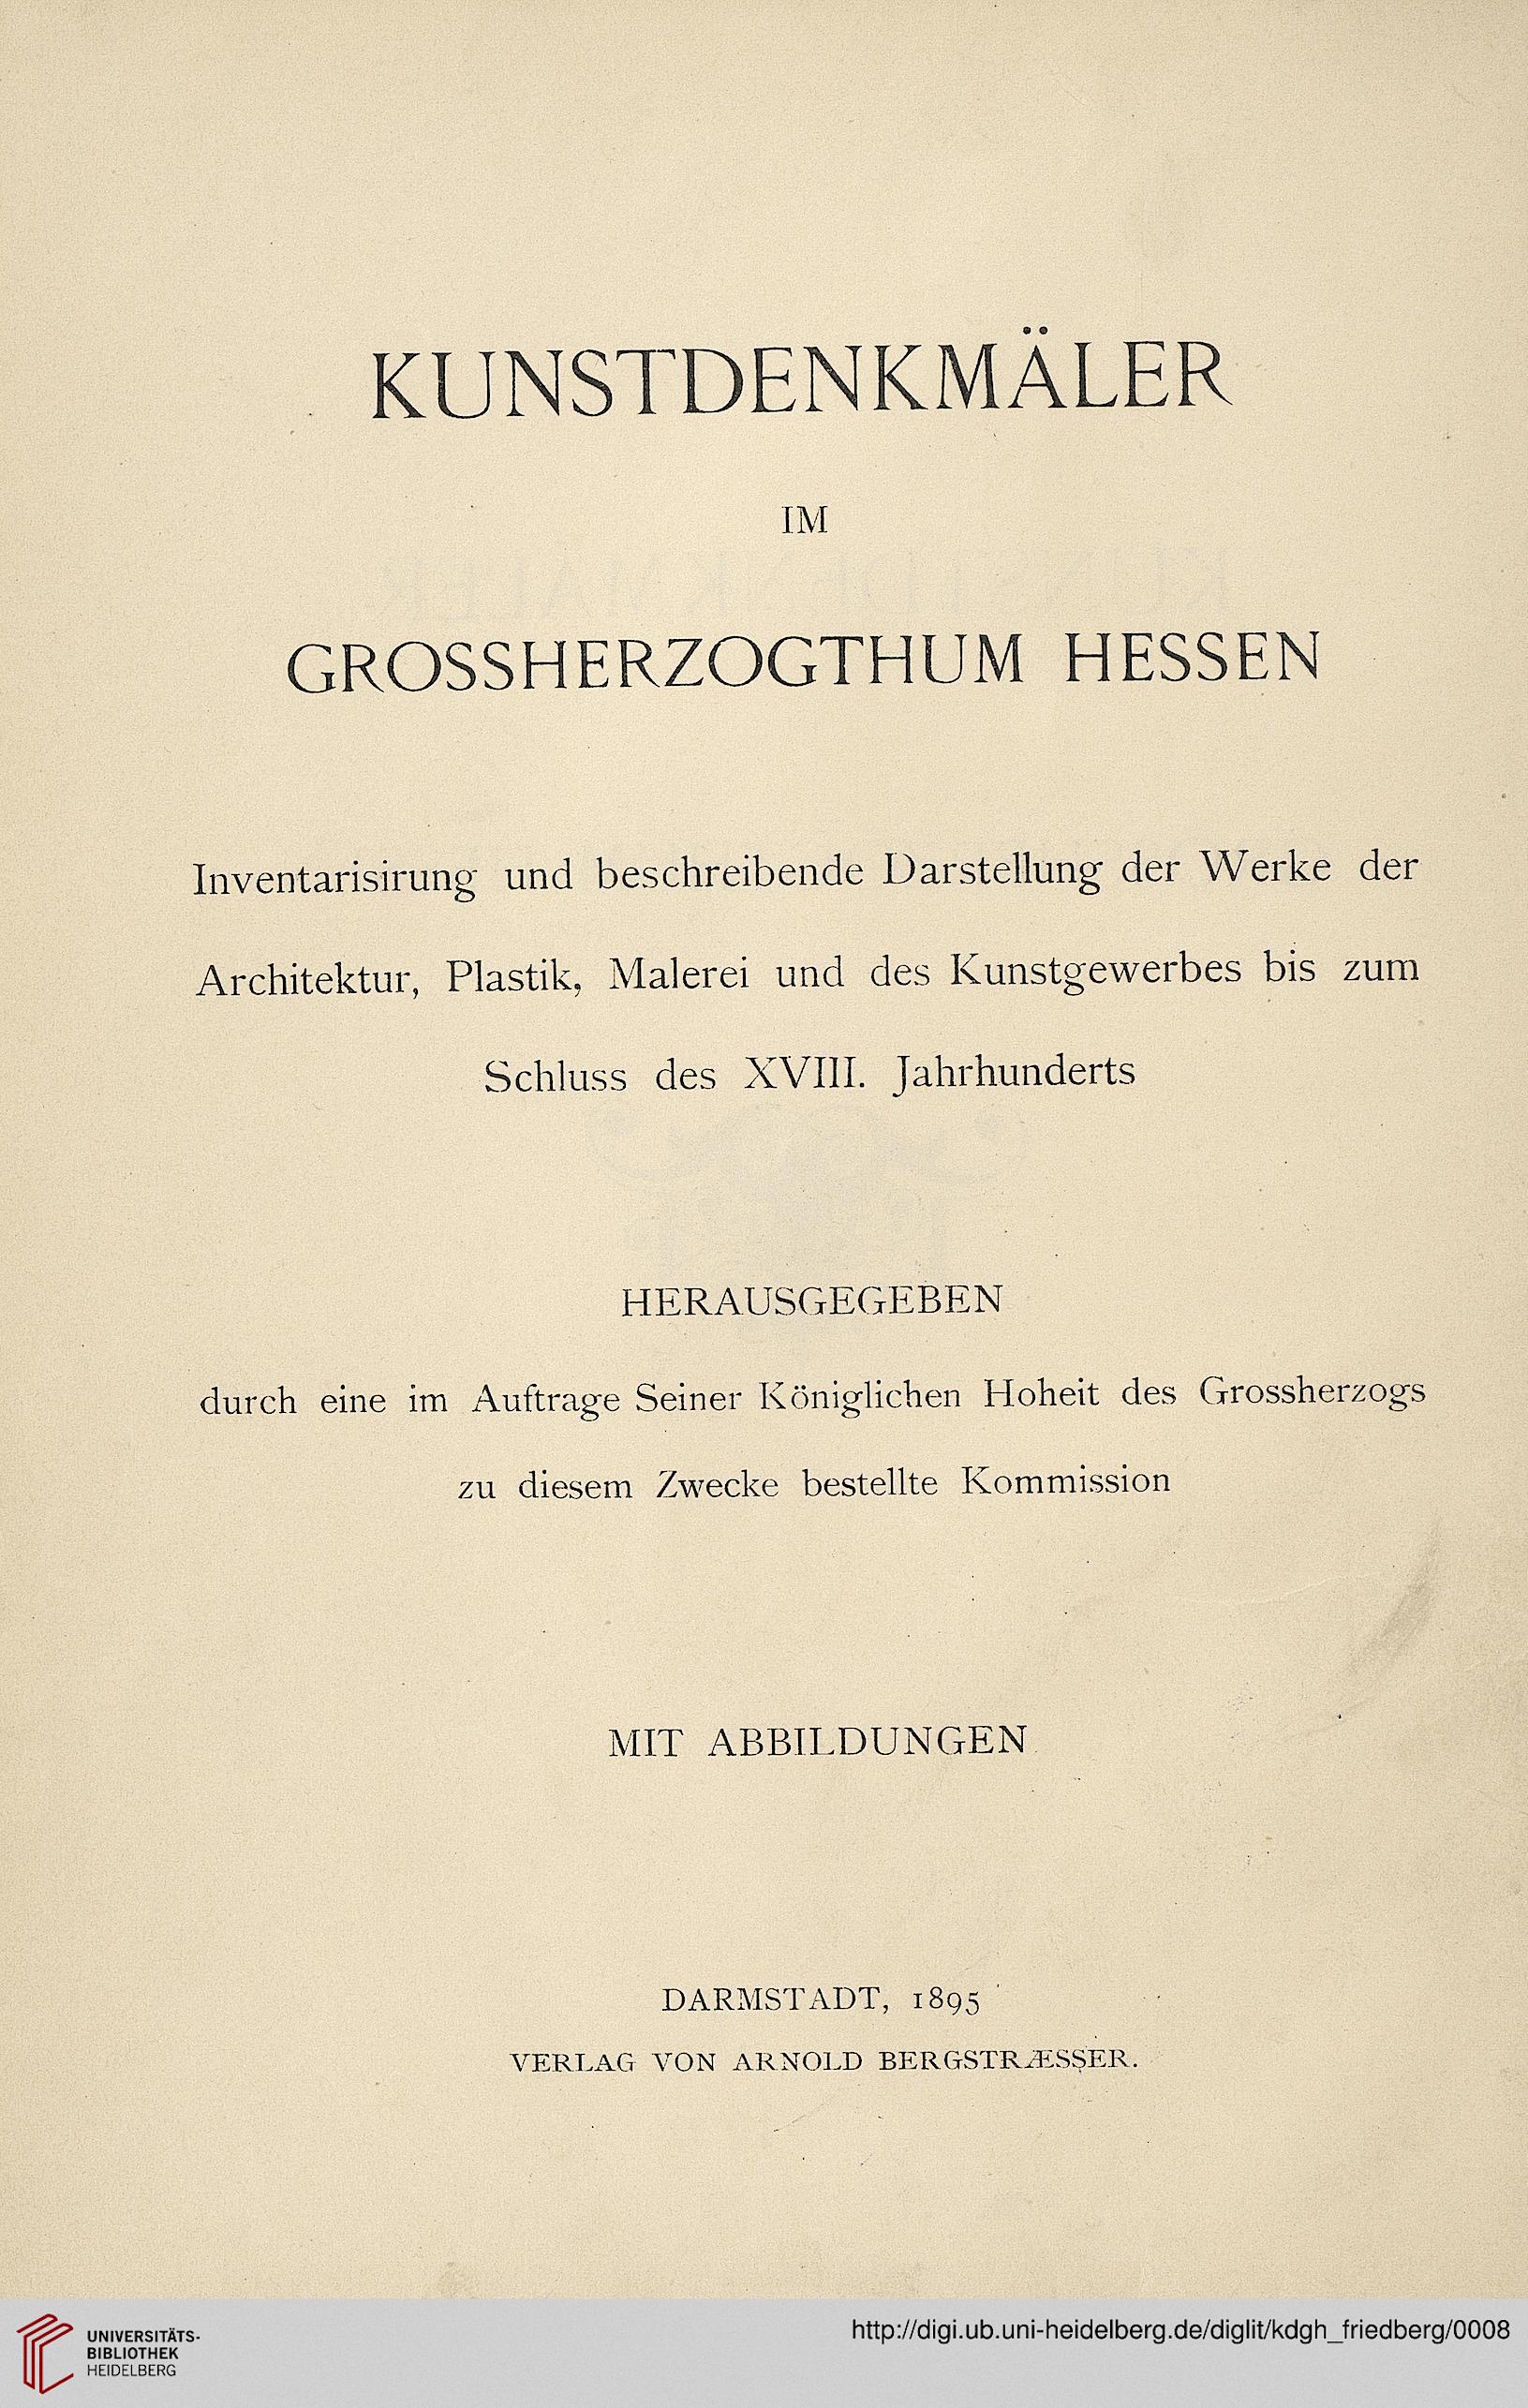 KUNSTDENKMÄLER
IM
GROSSHERZOGTHUM HESSEN
Inventarisirung und beschreibende Darstellung der Werke der
Architektur, Plastik, Malerei und des Kunstgewerbes bis zum
Schluss des XVIII. Jahrhunderts
HERAUSGEGEBEN
durch eine im Auftrage Seiner Königlichen Hoheit des Grossherzogs
zu diesem Zwecke bestellte Kommission
MIT ABBILDUNGEN
DARMSTADT, 1895
VERLAG VON ARNOLD BERGSTRÆSSER.
UNIVERSITÄTS-
BIBLIOTHEK
HEIDELBERG
http://digi.ub.uni-heidelberg.de/diglit/kdgh_friedberg/0008